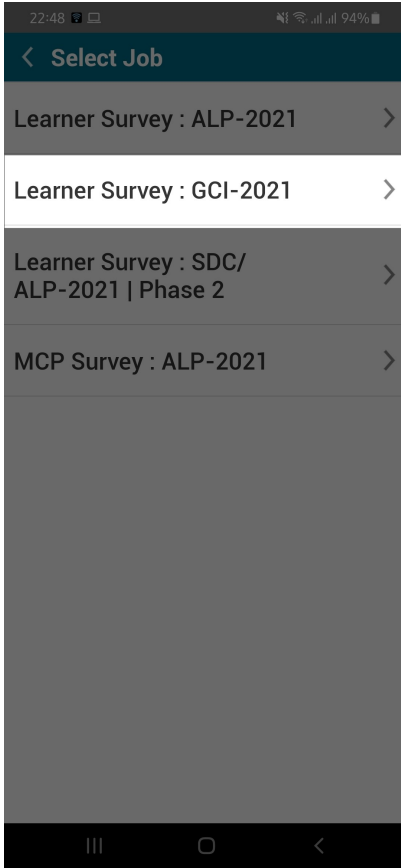 22:48 94%
Select Job
Learner Survey : ALP-2021
Learner Survey : GCI-2021
Learner Survey : SDC/
ALP-2021 | Phase 2
MCP Survey : ALP-2021